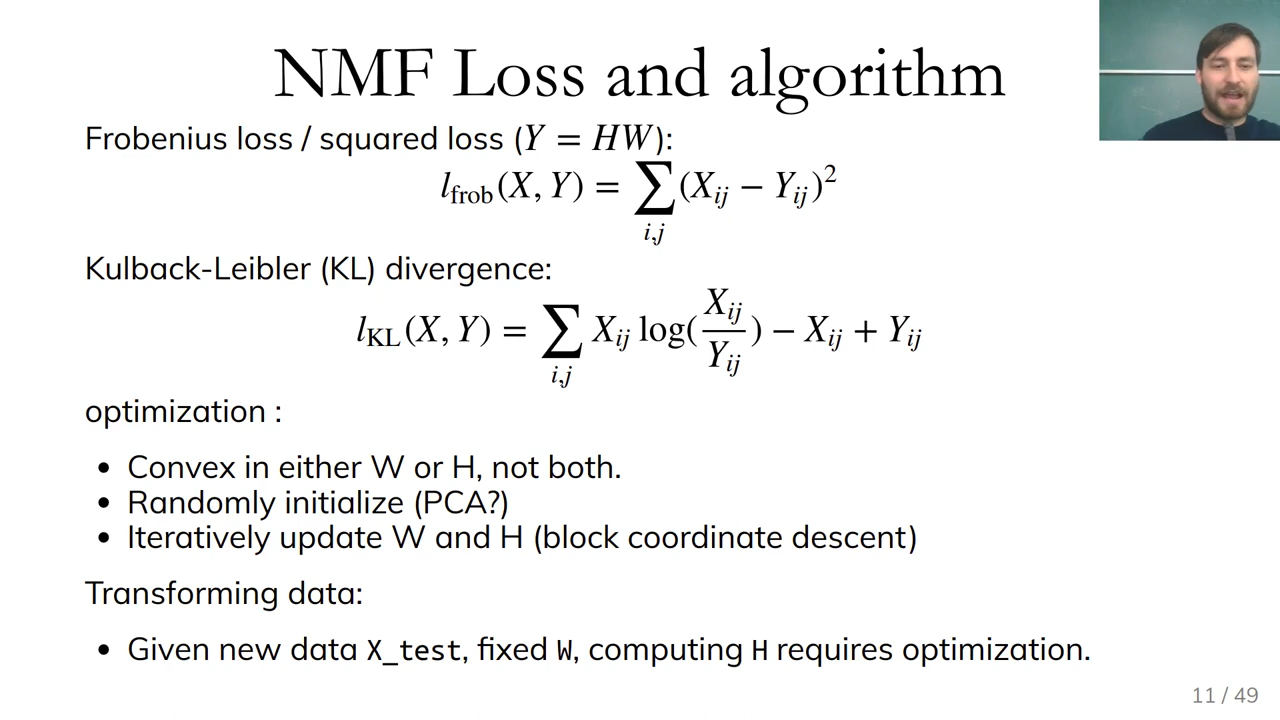 NMF Loss and algorithm
Frobenius loss / squared loss (Y = HW):
l_frob(X, Y) = ∑_{i,j} (X_ij − Y_ij)²
Kulback-Leibler (KL) divergence:
l_KL(X, Y) = ∑_{i,j} X_ij log(X_ij / Y_ij) − X_ij + Y_ij
optimization :
• Convex in either W or H, not both.
• Randomly initialize (PCA?)
• Iteratively update W and H (block coordinate descent)
Transforming data:
• Given new data X_test, fixed W, computing H requires optimization.
11 / 49